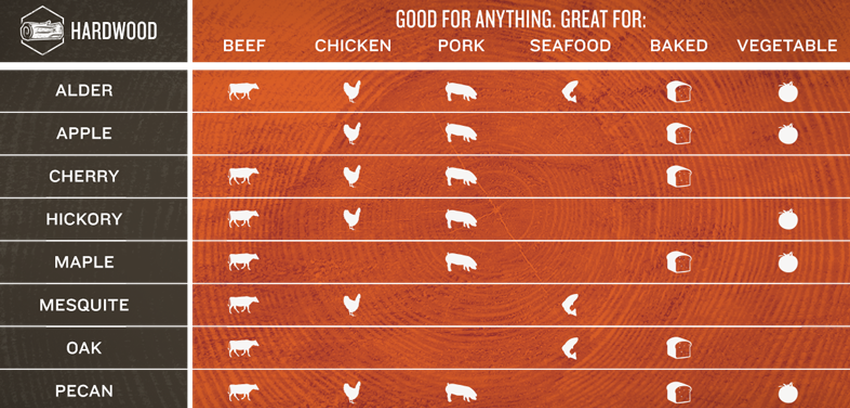 HARDWOOD
GOOD FOR ANYTHING. GREAT FOR:
BEEF CHICKEN PORK SEAFOOD BAKED VEGETABLE
ALDER
APPLE
CHERRY
HICKORY
MAPLE
MESQUITE
OAK
PECAN